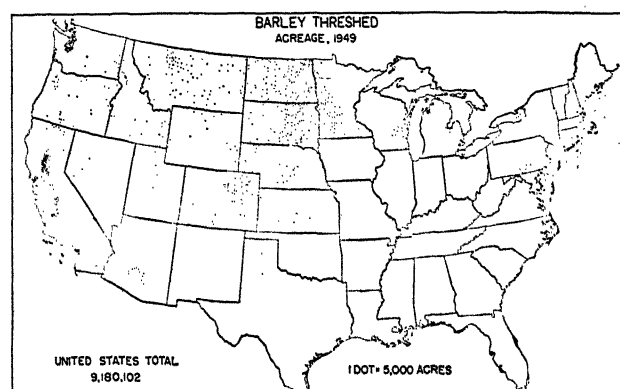 BARLEY THRESHED
ACREAGE, 1949
UNITED STATES TOTAL
9,180,102
1 DOT= 5,000 ACRES